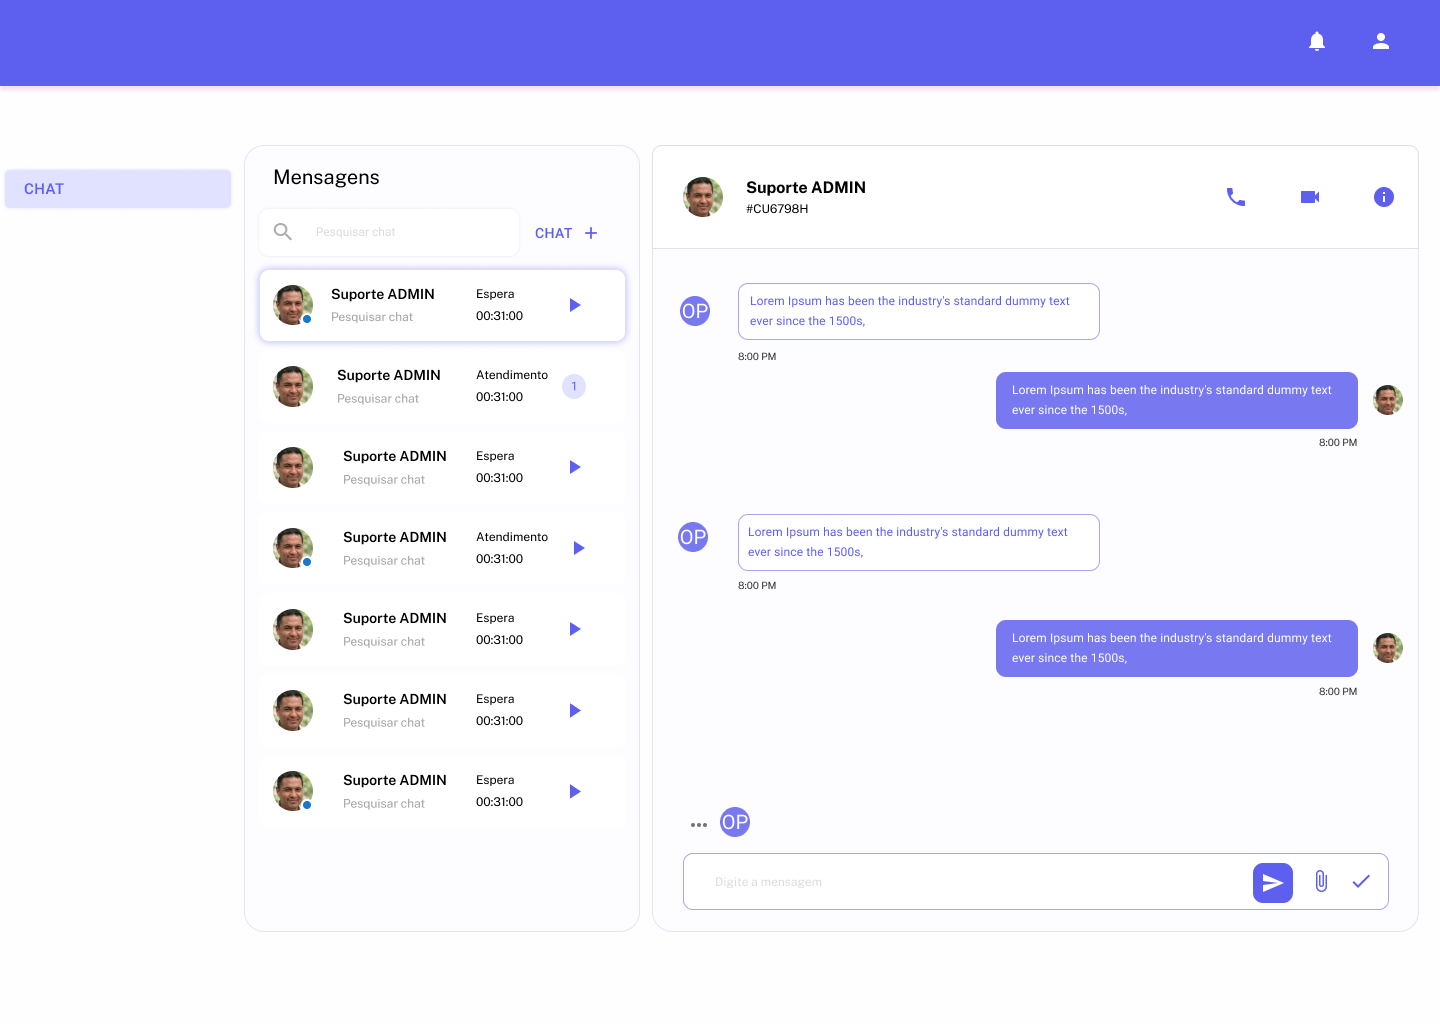 CHAT
Mensagens
Pesquisar chat
CHAT +
Suporte ADMIN
Pesquisar chat
Espera
00:31:00
Suporte ADMIN
Pesquisar chat
Atendimento
00:31:00
1
Suporte ADMIN
Pesquisar chat
Espera
00:31:00
Suporte ADMIN
Pesquisar chat
Atendimento
00:31:00
Suporte ADMIN
Pesquisar chat
Espera
00:31:00
Suporte ADMIN
Pesquisar chat
Espera
00:31:00
Suporte ADMIN
Pesquisar chat
Espera
00:31:00
Suporte ADMIN
#CU6798H
OP
Lorem Ipsum has been the industry's standard dummy text
ever since the 1500s,
8:00 PM
Lorem Ipsum has been the industry's standard dummy text
ever since the 1500s,
8:00 PM
OP
Lorem Ipsum has been the industry's standard dummy text
ever since the 1500s,
8:00 PM
Lorem Ipsum has been the industry's standard dummy text
ever since the 1500s,
8:00 PM
OP
Digite a mensagem